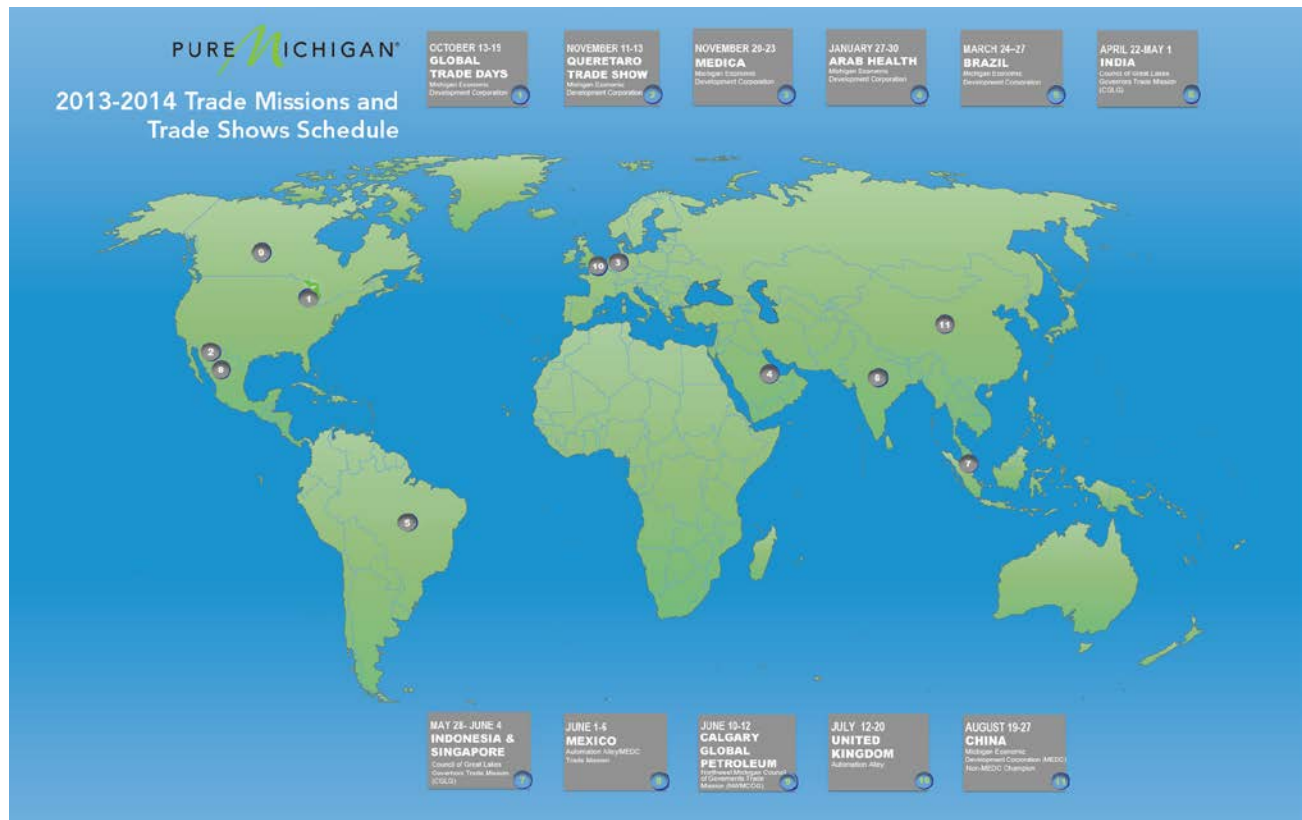 PURE MICHIGAN®
2013-2014 Trade Missions and
Trade Shows Schedule
OCTOBER 13-15
GLOBAL
TRADE DAYS
Michigan Economic
Development Corporation
1
NOVEMBER 11-13
QUERETARO
TRADE SHOW
Michigan Economic
Development Corporation
2
NOVEMBER 20-23
MEDICA
Michigan Economic
Development Corporation
3
JANUARY 27-30
ARAB HEALTH
Michigan Economic
Development Corporation
4
MARCH 24-27
BRAZIL
Michigan Economic
Development Corporation
5
APRIL 22-MAY 1
INDIA
Council of Great Lakes
Governors Trade Mission
(CGLG)
6
9
1
2
8
10
3
11
4
6
7
5
MAY 28- JUNE 4
INDONESIA &
SINGAPORE
Council of Great Lakes
Governors Trade Mission
(CGLG)
7
JUNE 1-6
MEXICO
Automation Alley/MEDC
Trade Mission
8
JUNE 10-12
CALGARY
GLOBAL
PETROLEUM
Northwest Michigan Council
of Governments Trade
Mission (NWMCOG)
9
JULY 12-20
UNITED
KINGDOM
Automation Alley
10
AUGUST 19-27
CHINA
Michigan Economic
Development Corporation (MEDC)
Non-MEDC Champion
11